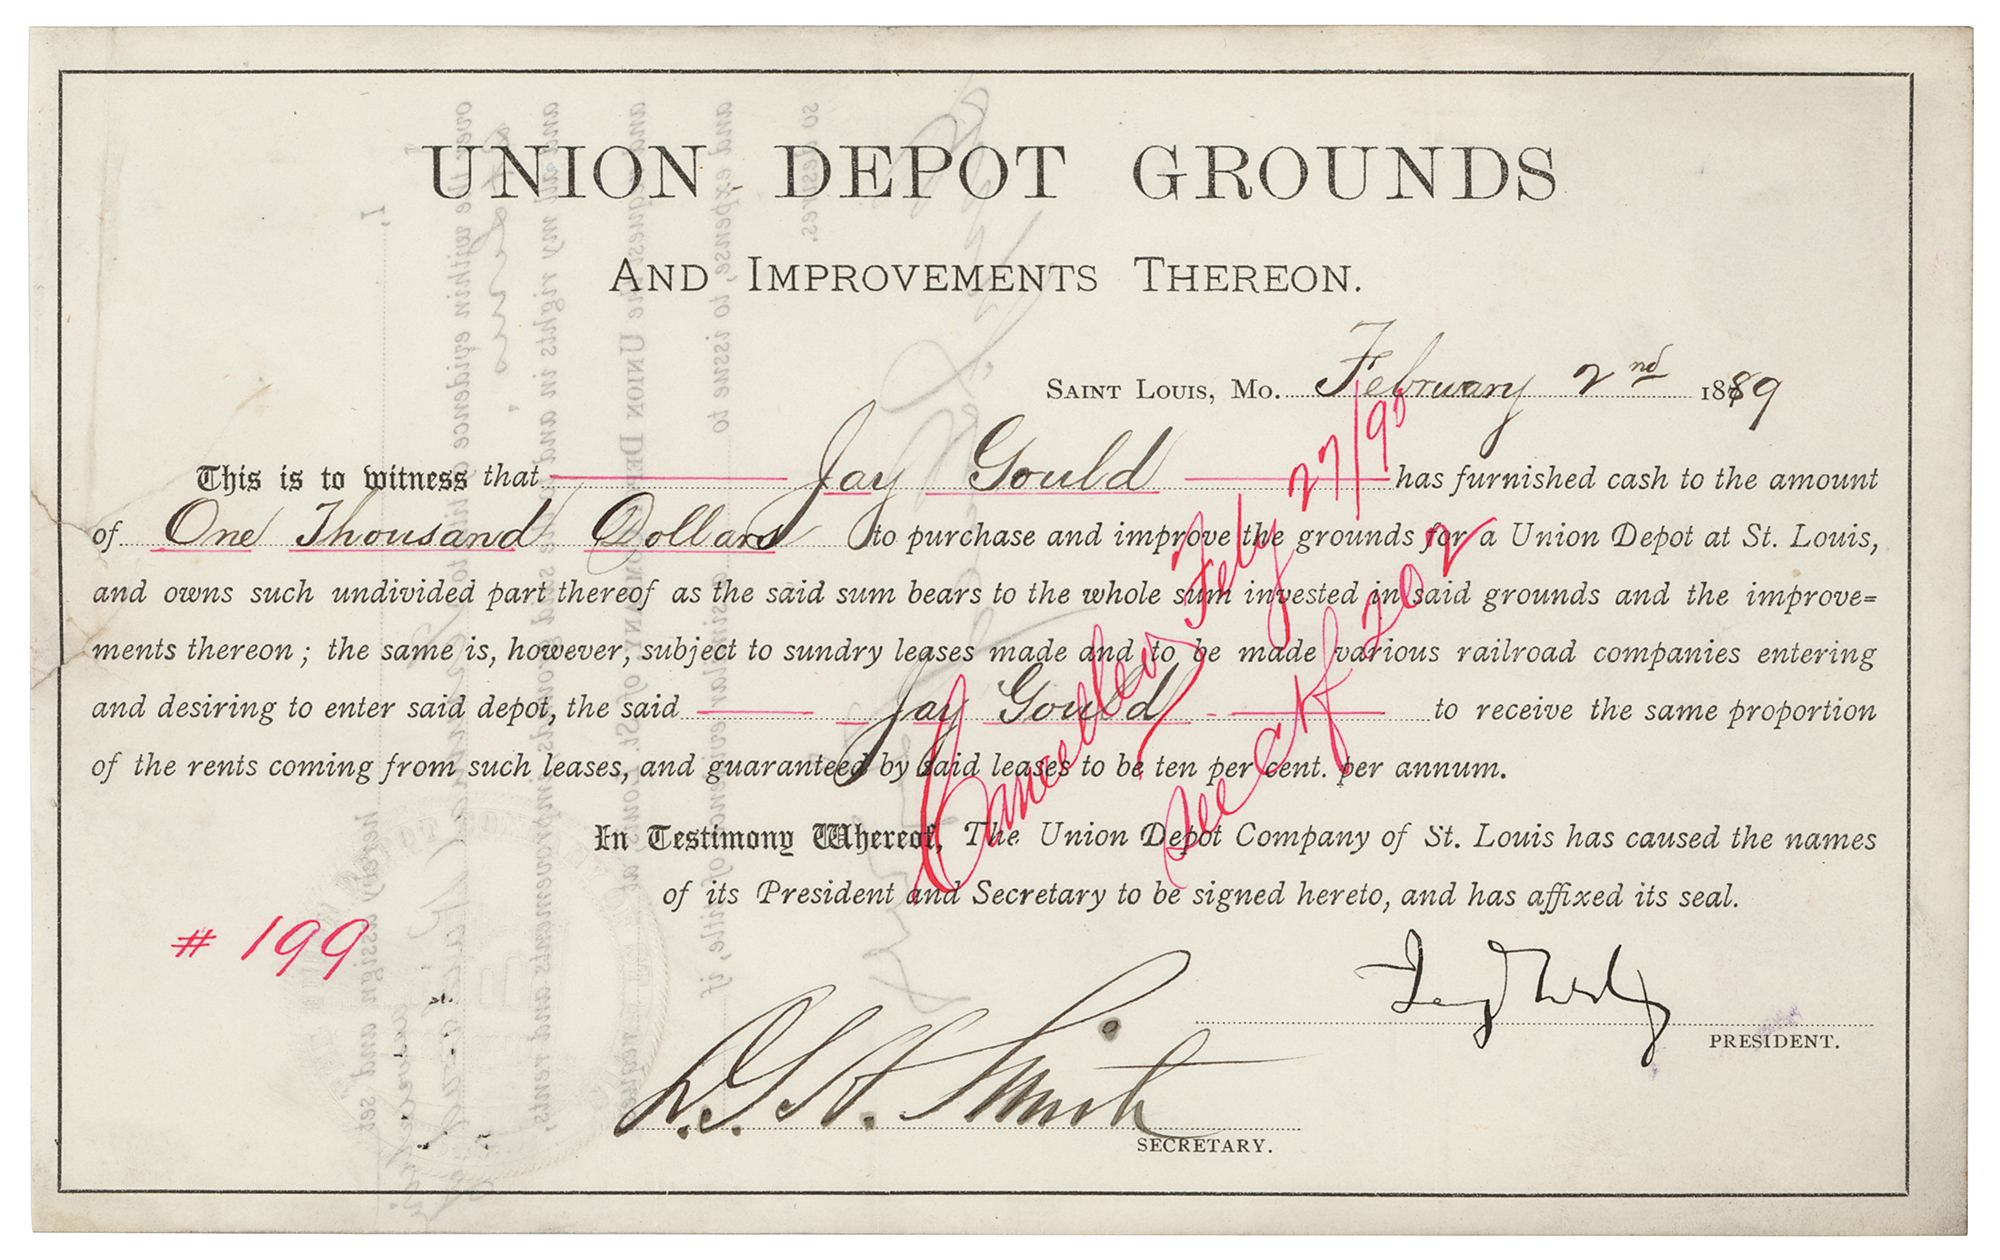 UNION DEPOT GROUNDS
AND IMPROVEMENTS THEREON.
SAINT LOUIS, MO. February 2nd 1889
This is to witness that Jay Gould has furnished cash to the amount
of One Thousand Dollars to purchase and improve the grounds for a Union Depot at St. Louis,
and owns such undivided part thereof as the said sum bears to the whole sum invested in said grounds and the improve=
ments thereon; the same is, however, subject to sundry leases made and to be made various railroad companies entering
and desiring to enter said depot, the said Jay Gould to receive the same proportion
of the rents coming from such leases, and guaranteed by said leases to be ten per cent. per annum.
In Testimony Whereof, The Union Depot Company of St. Louis has caused the names
of its President and Secretary to be signed hereto, and has affixed its seal.
Cancelled Feby 27/90
See Ctf 202
# 199
PRESIDENT.
Smith
SECRETARY.